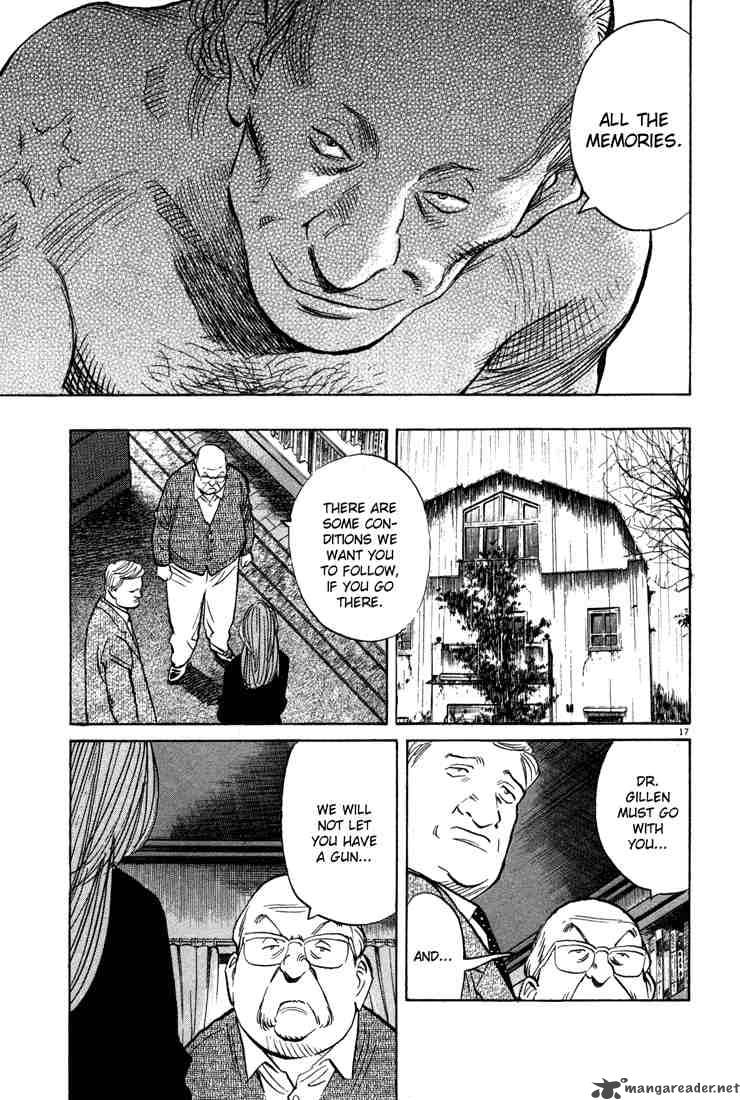 ALL THE
MEMORIES.
THERE ARE
SOME CON-
DITIONS WE
WANT YOU
TO FOLLOW,
IF YOU GO
THERE.
17
DR.
GILLEN
MUST GO
WITH
YOU...
AND...
WE WILL
NOT LET
YOU HAVE
A GUN...
mangareader.net